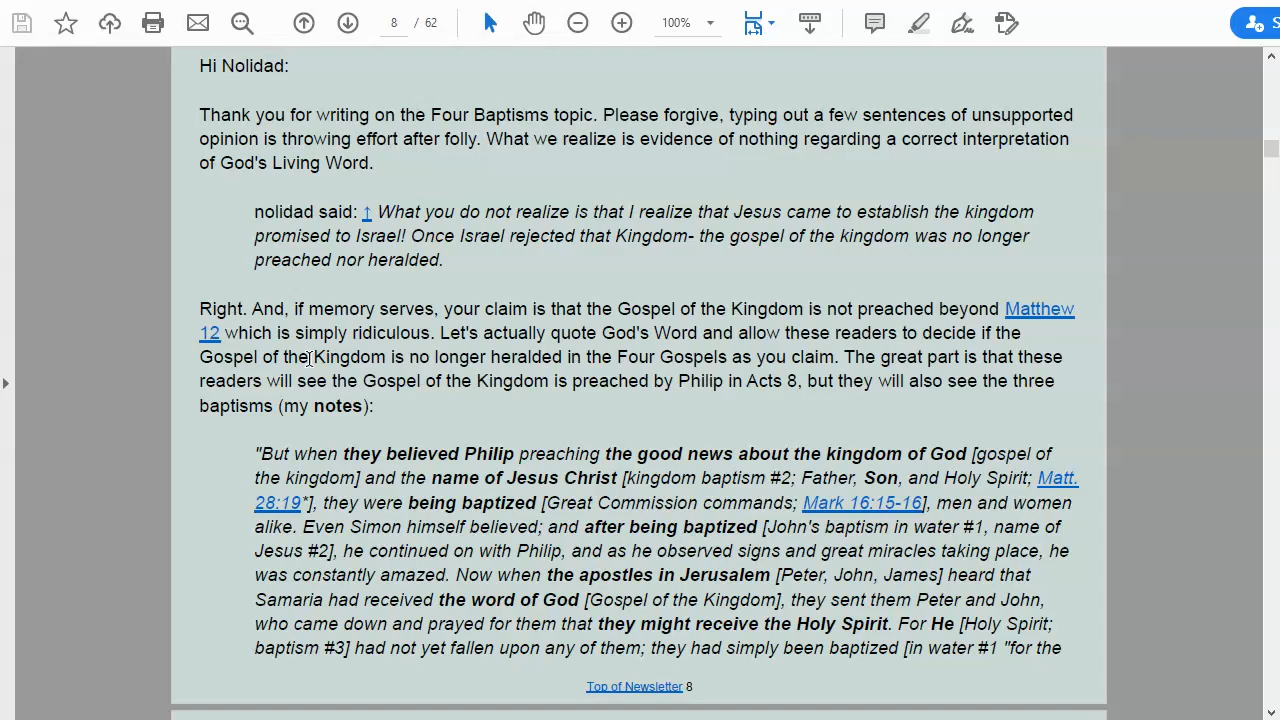 8 / 62 100% S
Hi Nolidad:
Thank you for writing on the Four Baptisms topic. Please forgive, typing out a few sentences of unsupported
opinion is throwing effort after folly. What we realize is evidence of nothing regarding a correct interpretation
of God's Living Word.
nolidad said: ↑ What you do not realize is that I realize that Jesus came to establish the kingdom
promised to Israel! Once Israel rejected that Kingdom- the gospel of the kingdom was no longer
preached nor heralded.
Right. And, if memory serves, your claim is that the Gospel of the Kingdom is not preached beyond Matthew
12 which is simply ridiculous. Let's actually quote God's Word and allow these readers to decide if the
Gospel of the Kingdom is no longer heralded in the Four Gospels as you claim. The great part is that these
readers will see the Gospel of the Kingdom is preached by Philip in Acts 8, but they will also see the three
baptisms (my notes):
"But when they believed Philip preaching the good news about the kingdom of God [gospel of
the kingdom] and the name of Jesus Christ [kingdom baptism #2; Father, Son, and Holy Spirit; Matt.
28:19*], they were being baptized [Great Commission commands; Mark 16:15-16], men and women
alike. Even Simon himself believed; and after being baptized [John's baptism in water #1, name of
Jesus #2], he continued on with Philip, and as he observed signs and great miracles taking place, he
was constantly amazed. Now when the apostles in Jerusalem [Peter, John, James] heard that
Samaria had received the word of God [Gospel of the Kingdom], they sent them Peter and John,
who came down and prayed for them that they might receive the Holy Spirit. For He [Holy Spirit;
baptism #3] had not yet fallen upon any of them; they had simply been baptized [in water #1 "for the
Top of Newsletter 8